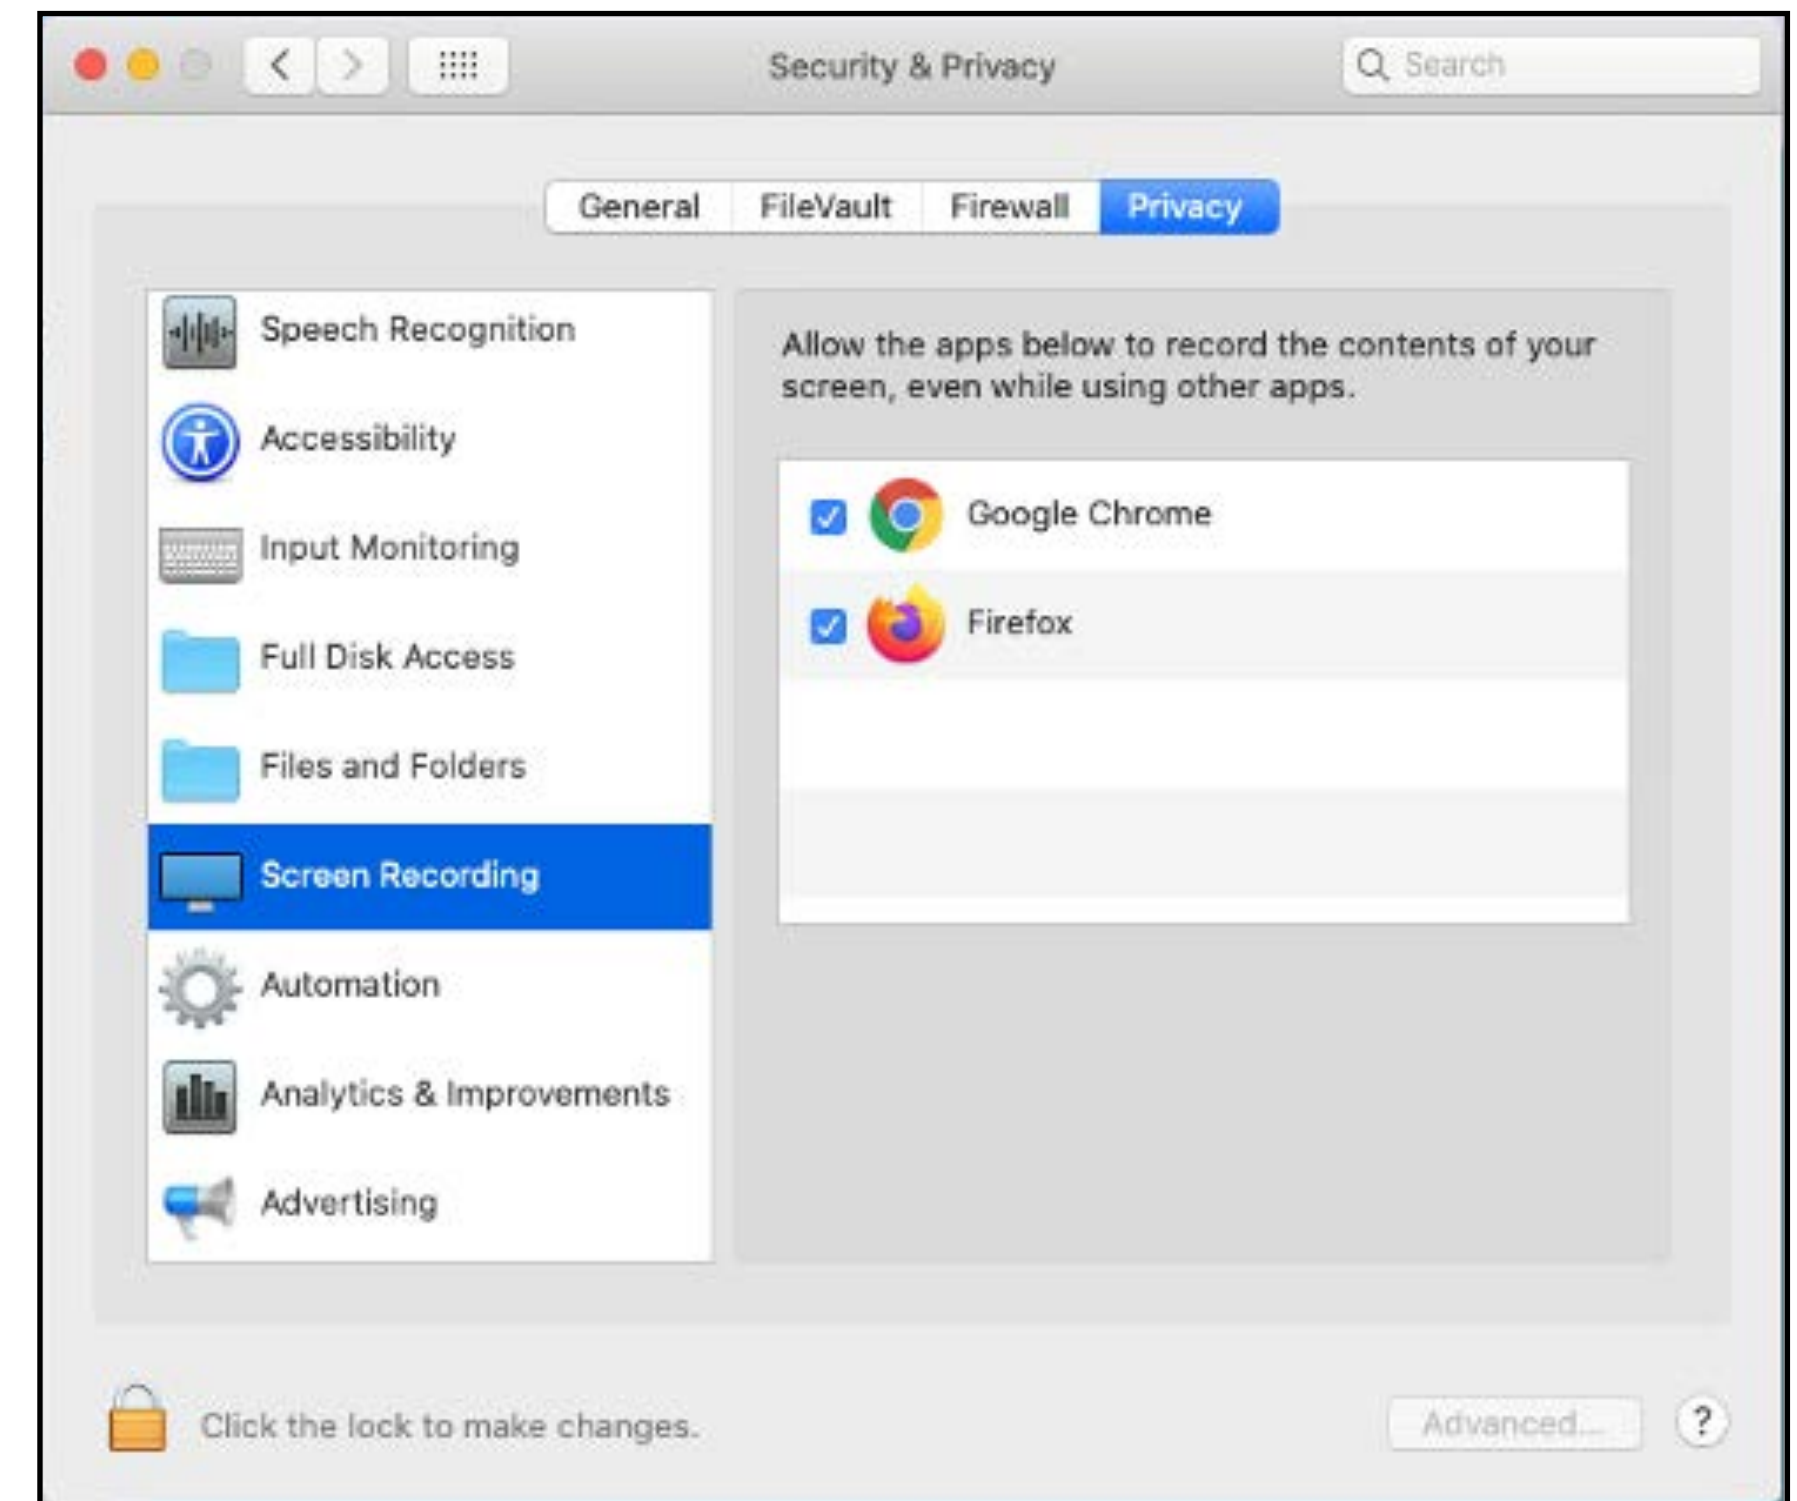 Security & Privacy
Search
General
FileVault
Firewall
Privacy
Speech Recognition
Accessibility
Input Monitoring
Full Disk Access
Files and Folders
Screen Recording
Automation
Analytics & Improvements
Advertising
Allow the apps below to record the contents of your
screen, even while using other apps.
Google Chrome
Firefox
Click the lock to make changes.
Advanced...
?